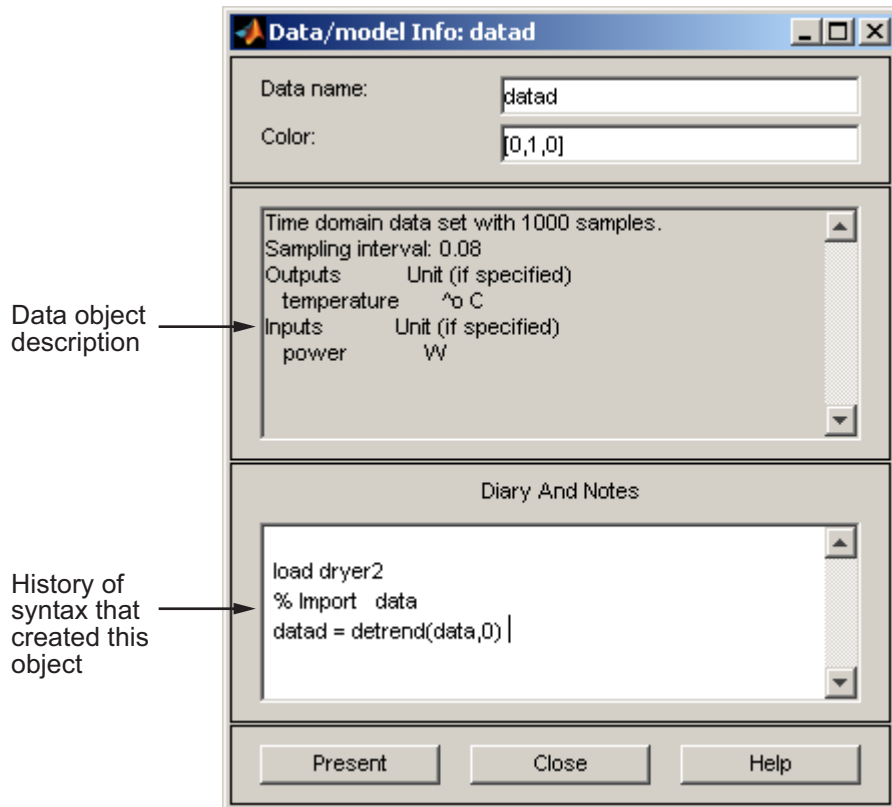 Data/model Info: datad
Data name:
datad
Color:
[0,1,0]
Time domain data set with 1000 samples.
Sampling interval: 0.08
Outputs Unit (if specified)
temperature ^o C
Inputs Unit (if specified)
power W
Data object
description
Diary And Notes
load dryer2
% Import data
datad = detrend(data,0)
History of
syntax that
created this
object
Present
Close
Help